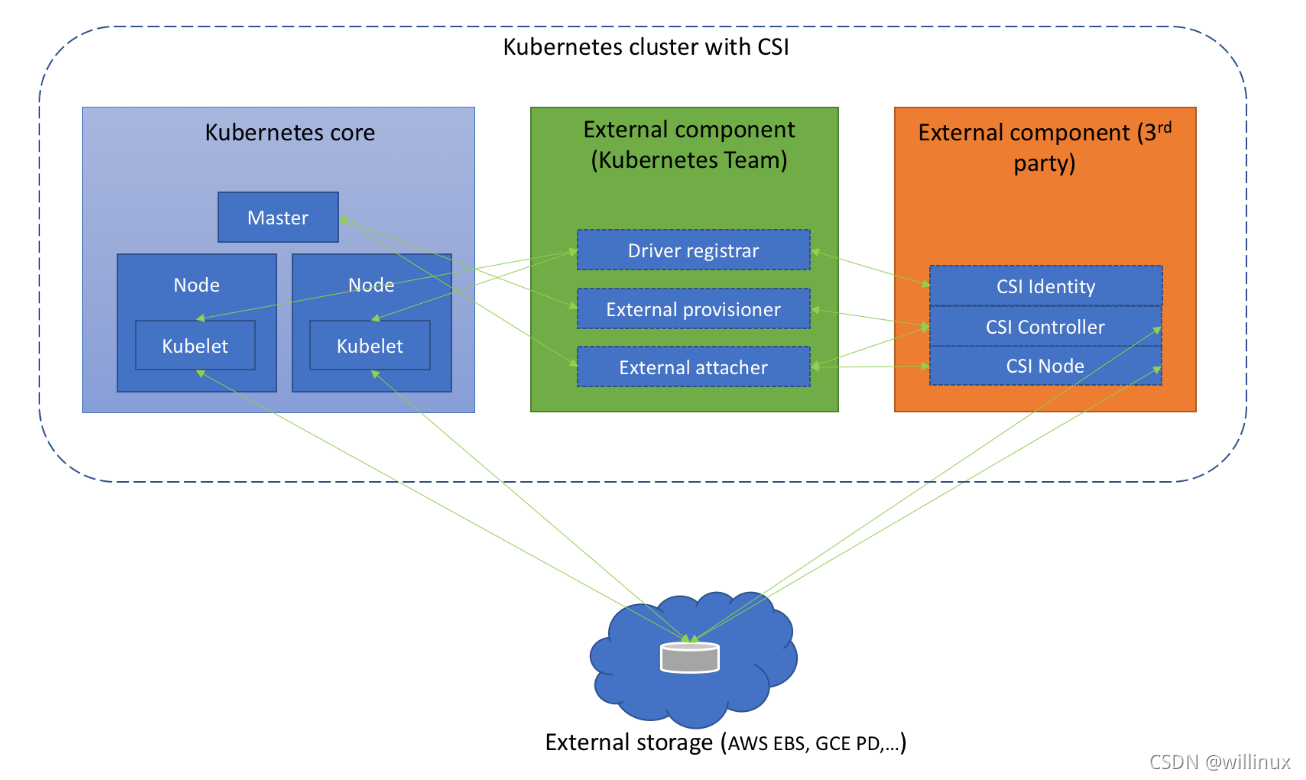 Kubernetes cluster with CSI
Kubernetes core
Master
Node
Kubelet
Node
Kubelet
External component
(Kubernetes Team)
Driver registrar
External provisioner
External attacher
External component (3rd
party)
CSI Identity
CSI Controller
CSI Node
External storage (AWS EBS, GCE PD,...)
CSDN @willinux